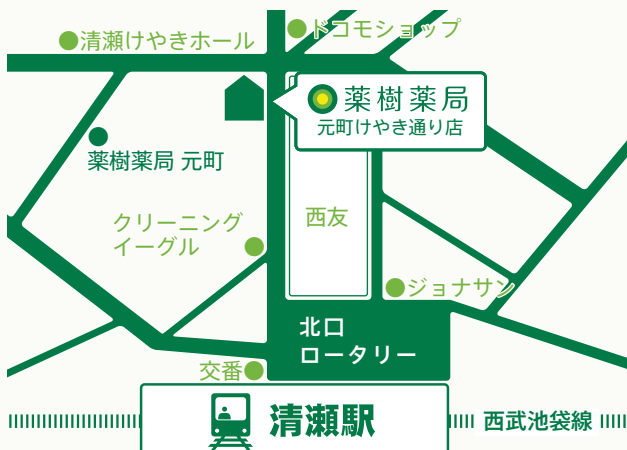 ドコモショップ
清瀬けやきホール
薬樹薬局
元町けやき通り店
薬樹薬局 元町
クリーニング
イーグル
西友
ジョナサン
北口
ロータリー
交番
清瀬駅
西武池袋線